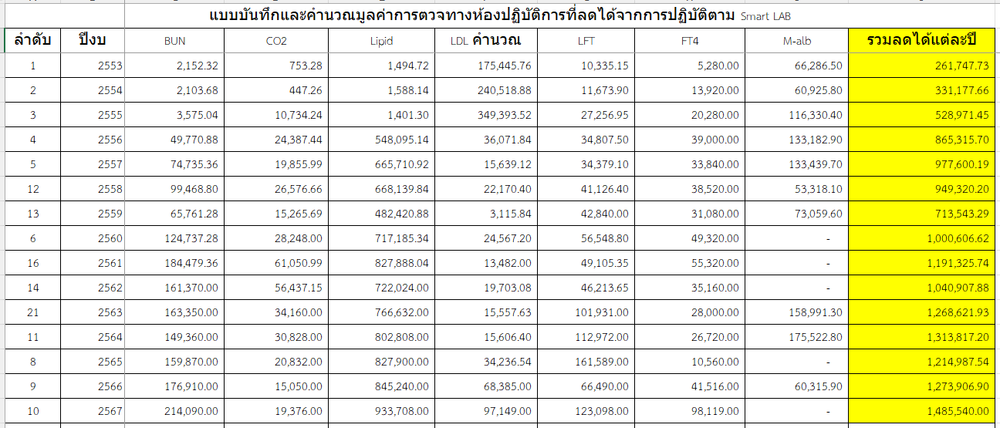 แบบบันทึกและคำนวณมูลค่าการตวจทางห้องปฏิบัติการที่ลดได้จากการปฏิบัติตาม Smart LAB
ลำดับ ปีงบ BUN CO2 Lipid LDL คำนวณ LFT FT4 M-alb รวมลดได้แต่ละปี
1 2553 2,152.32 753.28 1,494.72 175,445.76 10,335.15 5,280.00 66,286.50 261,747.73
2 2554 2,103.68 447.26 1,588.14 240,518.88 11,673.90 13,920.00 60,925.80 331,177.66
3 2555 3,575.04 10,734.24 1,401.30 349,393.52 27,256.95 20,280.00 116,330.40 528,971.45
4 2556 49,770.88 24,387.44 548,095.14 36,071.84 34,807.50 39,000.00 133,182.90 865,315.70
5 2557 74,735.36 19,855.99 665,710.92 15,639.12 34,379.10 33,840.00 133,439.70 977,600.19
12 2558 99,468.80 26,576.66 668,139.84 22,170.40 41,126.40 38,520.00 53,318.10 949,320.20
13 2559 65,761.28 15,265.69 482,420.88 3,115.84 42,840.00 31,080.00 73,059.60 713,543.29
6 2560 124,737.28 28,248.00 717,185.34 24,567.20 56,548.80 49,320.00 - 1,000,606.62
16 2561 184,479.36 61,050.99 827,888.04 13,482.00 49,105.35 55,320.00 - 1,191,325.74
14 2562 161,370.00 56,437.15 722,024.00 19,703.08 46,213.65 35,160.00 - 1,040,907.88
21 2563 163,350.00 34,160.00 766,632.00 15,557.63 101,931.00 28,000.00 158,991.30 1,268,621.93
11 2564 149,360.00 30,828.00 802,808.00 15,606.40 112,972.00 26,720.00 175,522.80 1,313,817.20
8 2565 159,870.00 20,832.00 827,900.00 34,236.54 161,589.00 10,560.00 - 1,214,987.54
9 2566 176,910.00 15,050.00 845,240.00 68,385.00 66,490.00 41,516.00 60,315.90 1,273,906.90
10 2567 214,090.00 19,376.00 933,708.00 97,149.00 123,098.00 98,119.00 - 1,485,540.00